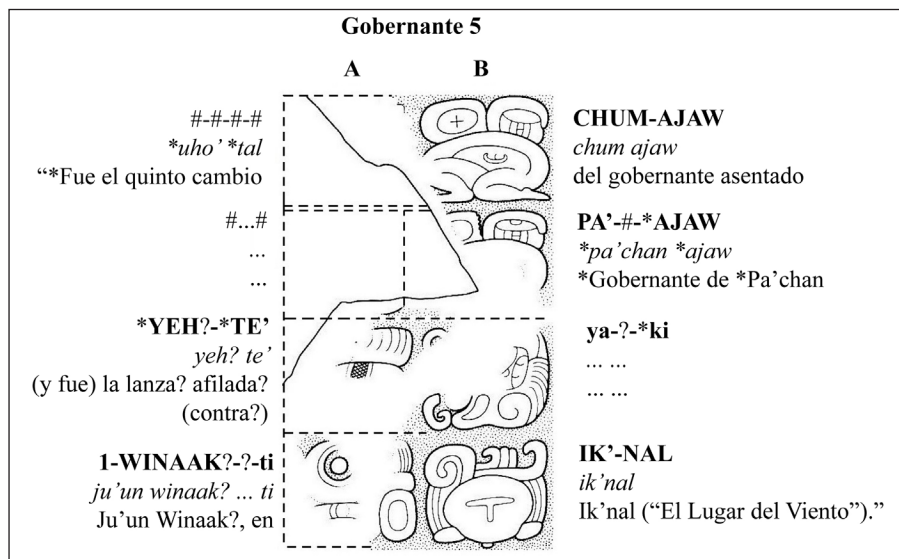 Gobernante 5
A B
#-#-#-#
*uho’ *tal
“*Fue el quinto cambio
CHUM-AJAW
chum ajaw
del gobernante asentado
#...#
...
...
PA’-#-*AJAW
*pa’chan *ajaw
*Gobernante de *Pa’chan
*YEH?-*TE’
yeh? te’
(y fue) la lanza? afilada?
(contra?)
ya-?-*ki
... ...
... ...
1-WINAAK?-?-ti
ju’un winaak? ... ti
Ju’un Winaak?, en
IK’-NAL
ik’nal
Ik’nal (“El Lugar del Viento”).”